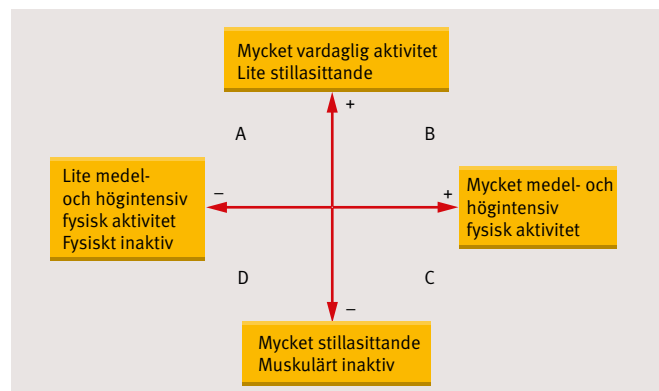 Mycket vardaglig aktivitet
Lite stillasittande
+
A
B
Lite medel-
och högintensiv
fysisk aktivitet
Fysiskt inaktiv
–
+
Mycket medel- och
högintensiv
fysisk aktivitet
D
C
–
Mycket stillasittande
Muskulärt inaktiv